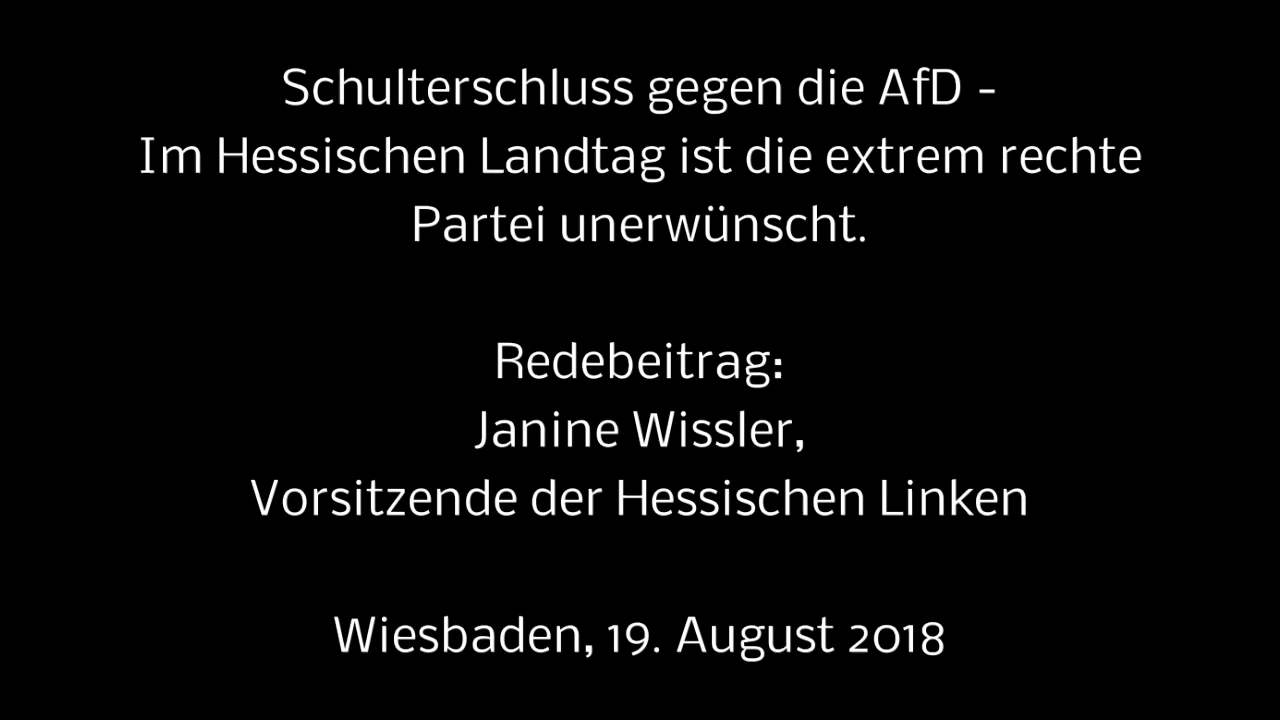 Schulterschluss gegen die AfD -
Im Hessischen Landtag ist die extrem rechte
Partei unerwünscht.
Redebeitrag:
Janine Wissler,
Vorsitzende der Hessischen Linken
Wiesbaden, 19. August 2018